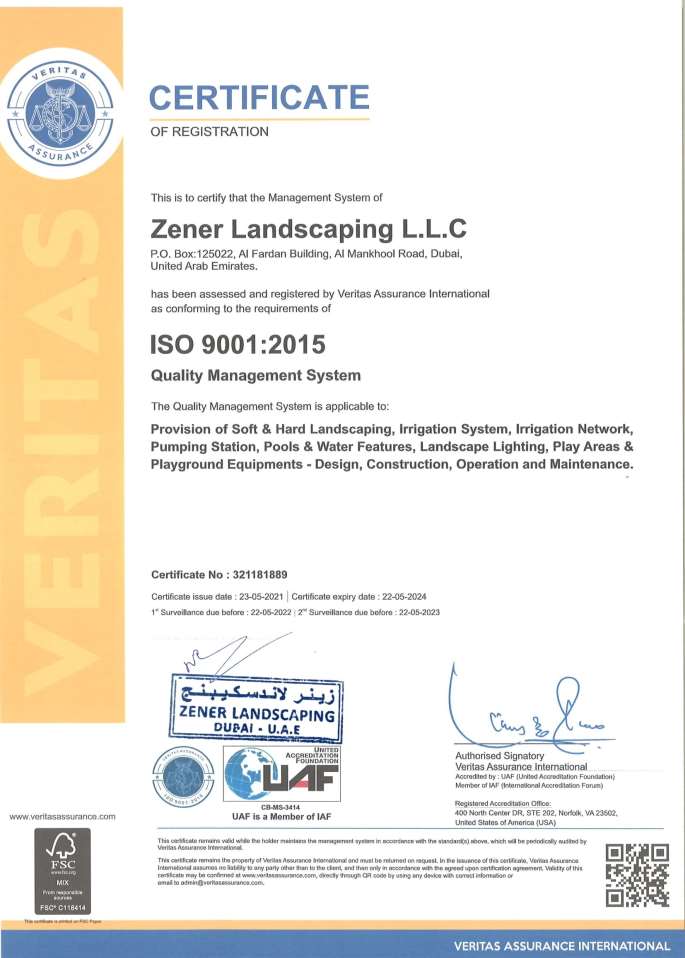 VERITAS
ASSURANCE
VERITAS
CERTIFICATE
OF REGISTRATION
This is to certify that the Management System of
Zener Landscaping L.L.C
P.O. Box:125022, Al Fardan Building, Al Mankhool Road, Dubai,
United Arab Emirates.
has been assessed and registered by Veritas Assurance International
as conforming to the requirements of
ISO 9001:2015
Quality Management System
The Quality Management System is applicable to:
Provision of Soft & Hard Landscaping, Irrigation System, Irrigation Network,
Pumping Station, Pools & Water Features, Landscape Lighting, Play Areas &
Playground Equipments - Design, Construction, Operation and Maintenance.
Certificate No : 321181889
Certificate issue date : 23-05-2021 | Certificate expiry date : 22-05-2024
1st Surveillance due before : 22-05-2022 | 2nd Surveillance due before : 22-05-2023
زينر لاندسكيبينج
ZENER LANDSCAPING
DUBAI - U.A.E
VERITAS ASSURANCE
ISO 9001:2015
UNITED
ACCREDITATION
FOUNDATION
UAF
CB-MS-3414
UAF is a Member of IAF
Authorised Signatory
Veritas Assurance International
Accredited by : UAF (United Accreditation Foundation)
Member of IAF (International Accreditation Forum)
Registered Accreditation Office:
400 North Center DR, STE 202, Norfolk, VA 23502,
United States of America (USA)
www.veritasassurance.com
FSC
www.fsc.org
MIX
From responsible
sources
FSC® C118414
This certificate is printed on FSC Paper
This certificate remains valid while the holder maintains the management system in accordance with the standard(s) above, which will be periodically audited by
Veritas Assurance International.
This certificate remains the property of Veritas Assurance International and must be returned on request. In the issuance of this certificate, Veritas Assurance
International assumes no liability to any party other than to the client, and then only in accordance with the agreed upon certification agreement. Validity of this
certificate may be confirmed at www.veritasassurance.com, directly through QR code by using any device with correct information or
email to admin@veritasassurance.com.
VERITAS ASSURANCE INTERNATIONAL